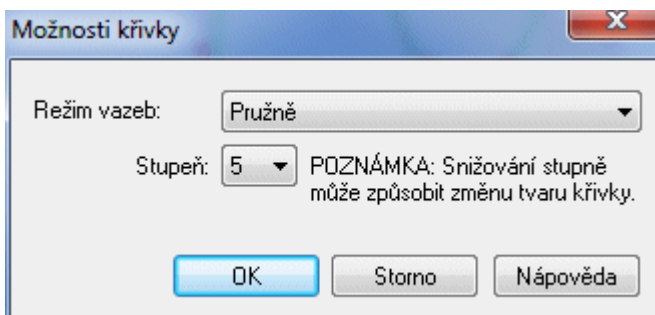 Možnosti křivky
Režim vazeb: Pružně
Stupeň: 5 POZNÁMKA: Snižování stupně
může způsobit změnu tvaru křivky.
OK Storno Nápověda